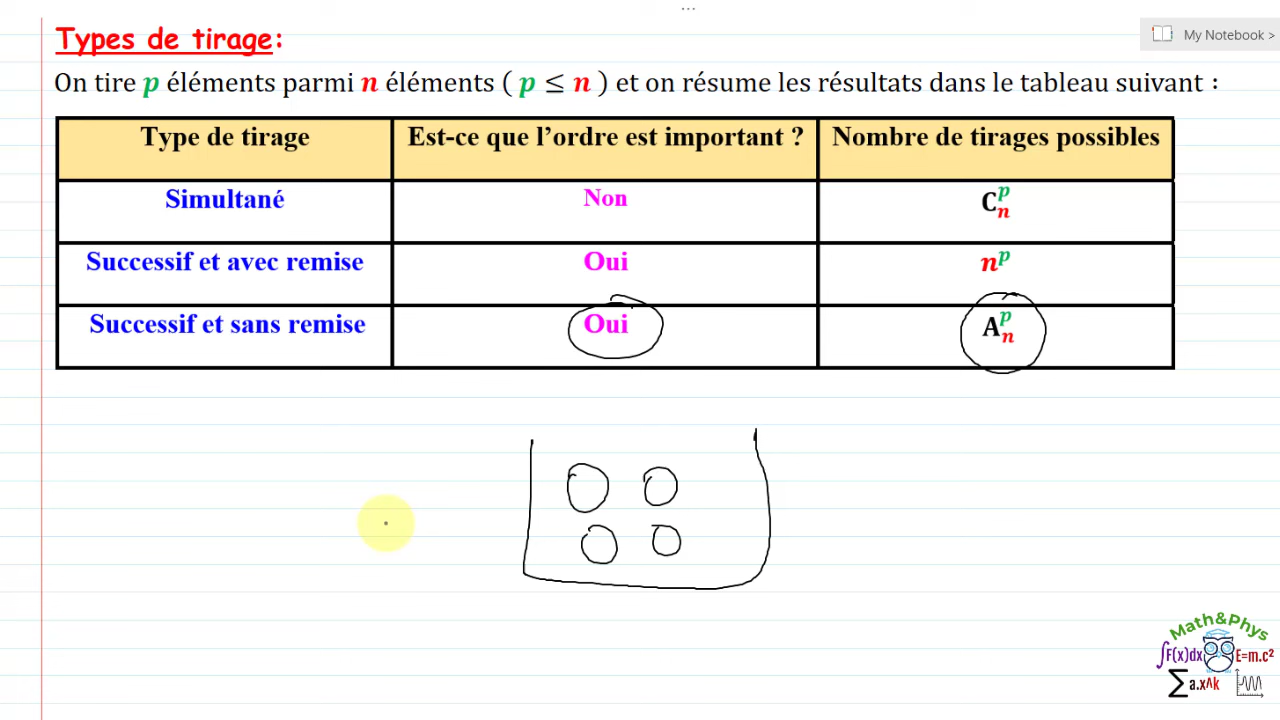 ...
My Notebook >
Types de tirage:
On tire p éléments parmi n éléments ( p ≤ n ) et on résume les résultats dans le tableau suivant :
Type de tirage Est-ce que l’ordre est important ? Nombre de tirages possibles
Simultané Non C_n^p
Successif et avec remise Oui n^p
Successif et sans remise Oui A_n^p
Math&Phys
∫F(x)dx E=m.c²
∑ a.x^k